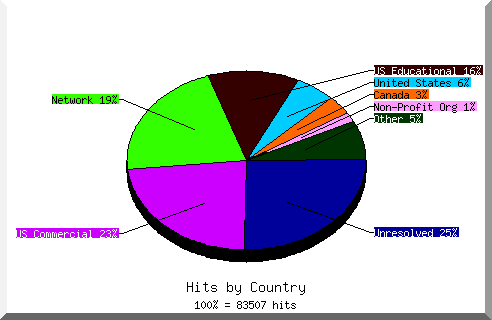 US Educational 16%
United States 6%
Canada 3%
Non-Profit Org 1%
Other 5%
Network 19%
US Commercial 23%
Unresolved 25%
Hits by Country
100% = 83507 hits